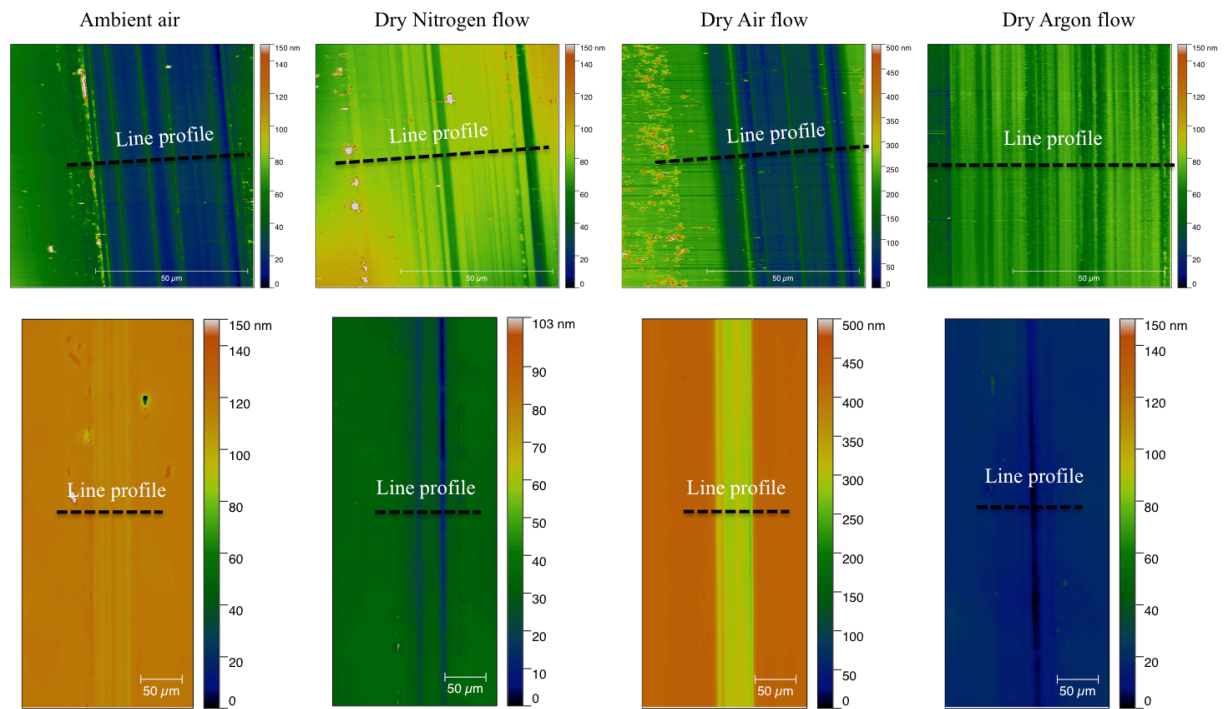 Ambient air
Dry Nitrogen flow
Dry Air flow
Dry Argon flow
150 nm
140
120
100
80
60
40
20
0
Line profile
50 µm
150 nm
140
120
100
80
60
40
20
0
Line profile
50 µm
500 nm
450
400
350
300
250
200
150
100
50
0
Line profile
50 µm
150 nm
140
120
100
80
60
40
20
0
Line profile
50 µm
150 nm
140
120
100
80
60
40
20
0
Line profile
50 µm
103 nm
90
80
70
60
50
40
30
20
10
0
Line profile
50 µm
500 nm
450
400
350
300
250
200
150
100
50
0
Line profile
50 µm
150 nm
140
120
100
80
60
40
20
0
Line profile
50 µm